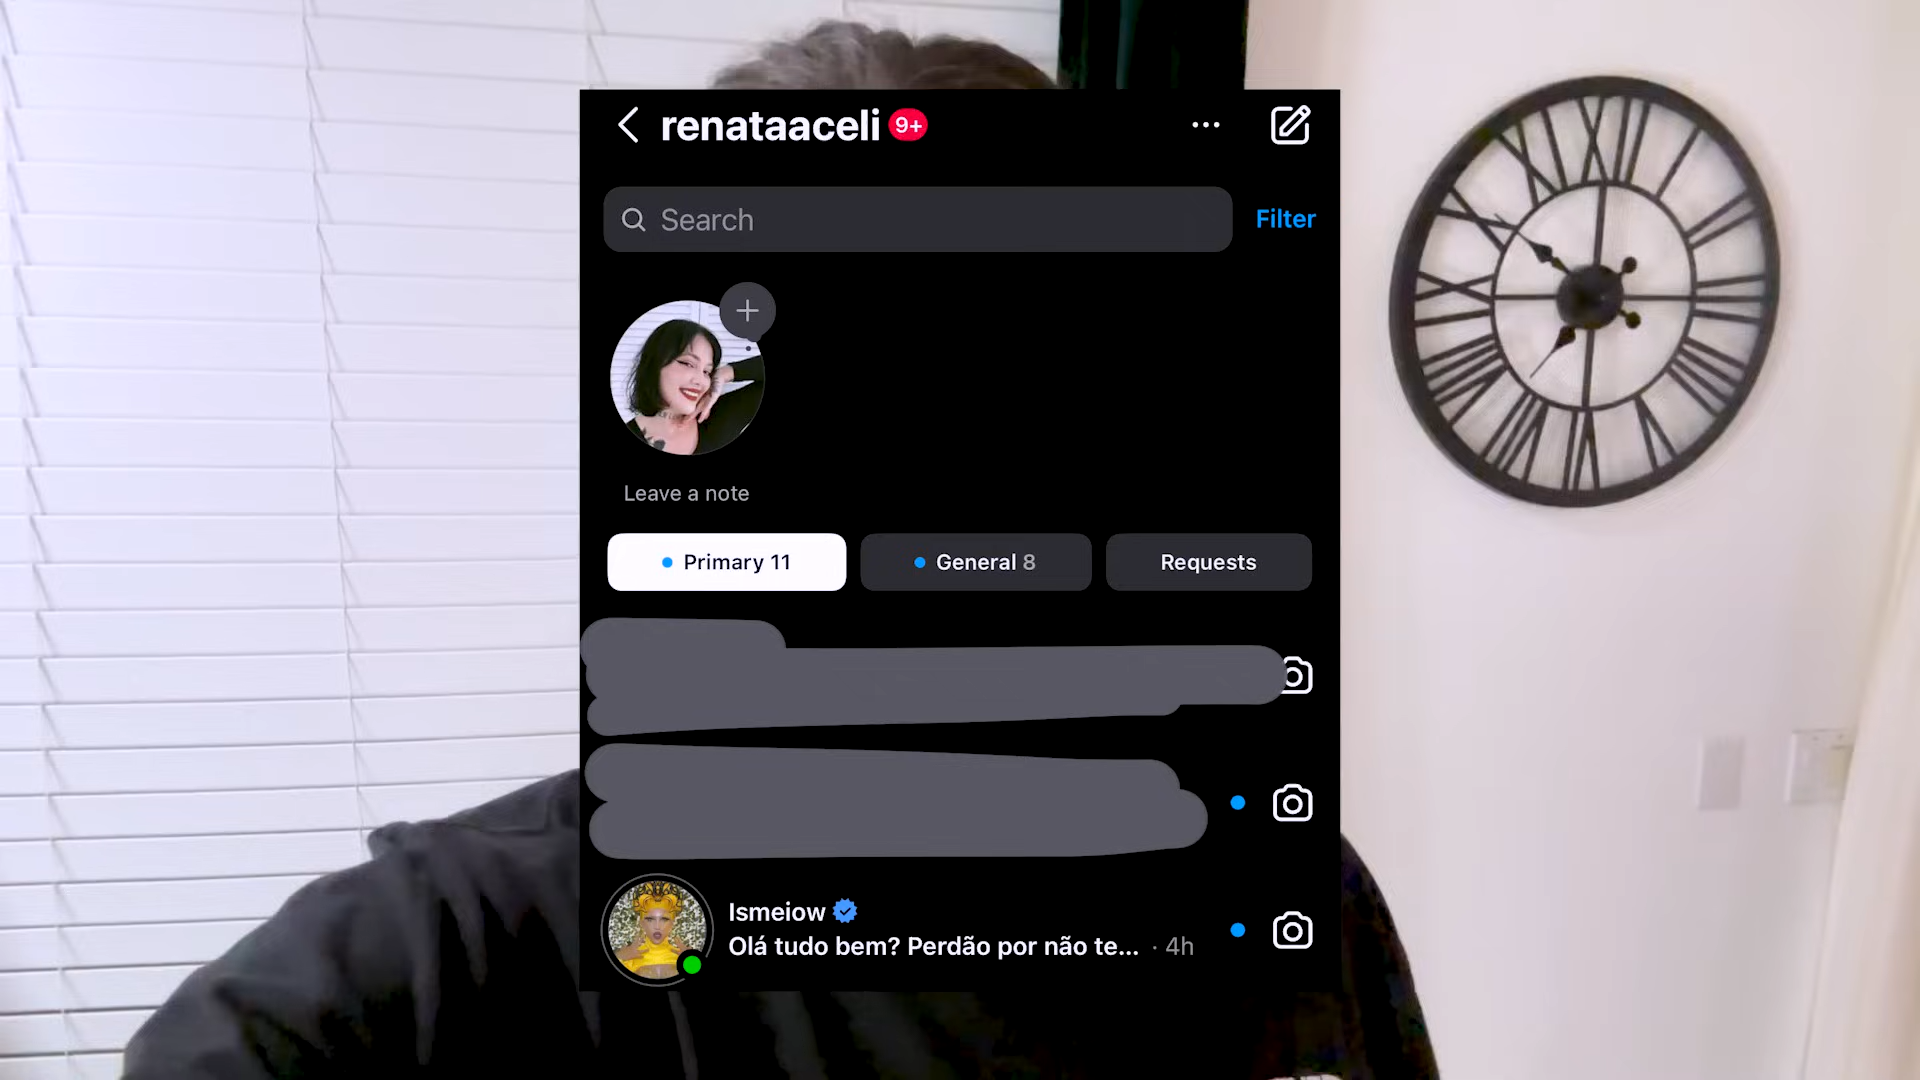 renataaceli 9+
Search
Filter
Leave a note
Primary 11
General 8
Requests
Ismeiow
Olá tudo bem? Perdão por não te... · 4h